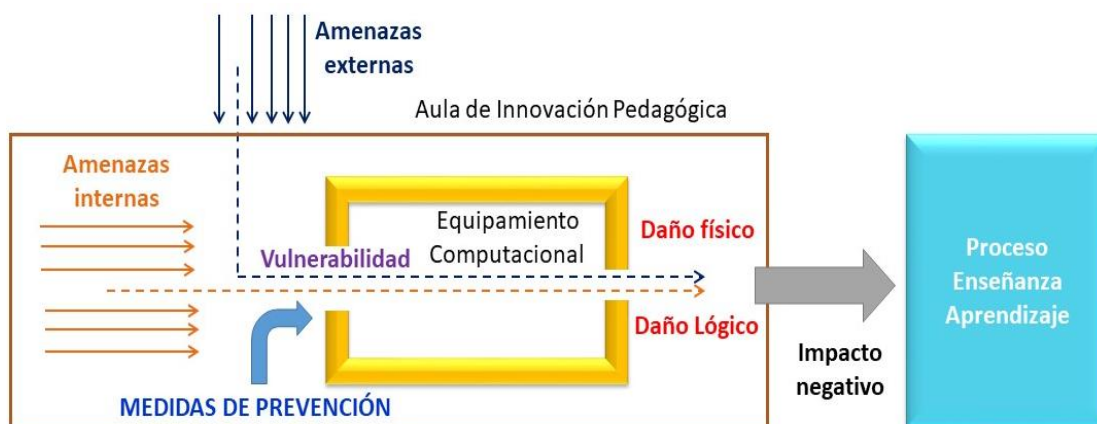 Amenazas
externas
Aula de Innovación Pedagógica
Amenazas
internas
Equipamiento
Computacional
Vulnerabilidad
Daño físico
Daño Lógico
MEDIDAS DE PREVENCIÓN
Impacto
negativo
Proceso
Enseñanza
Aprendizaje